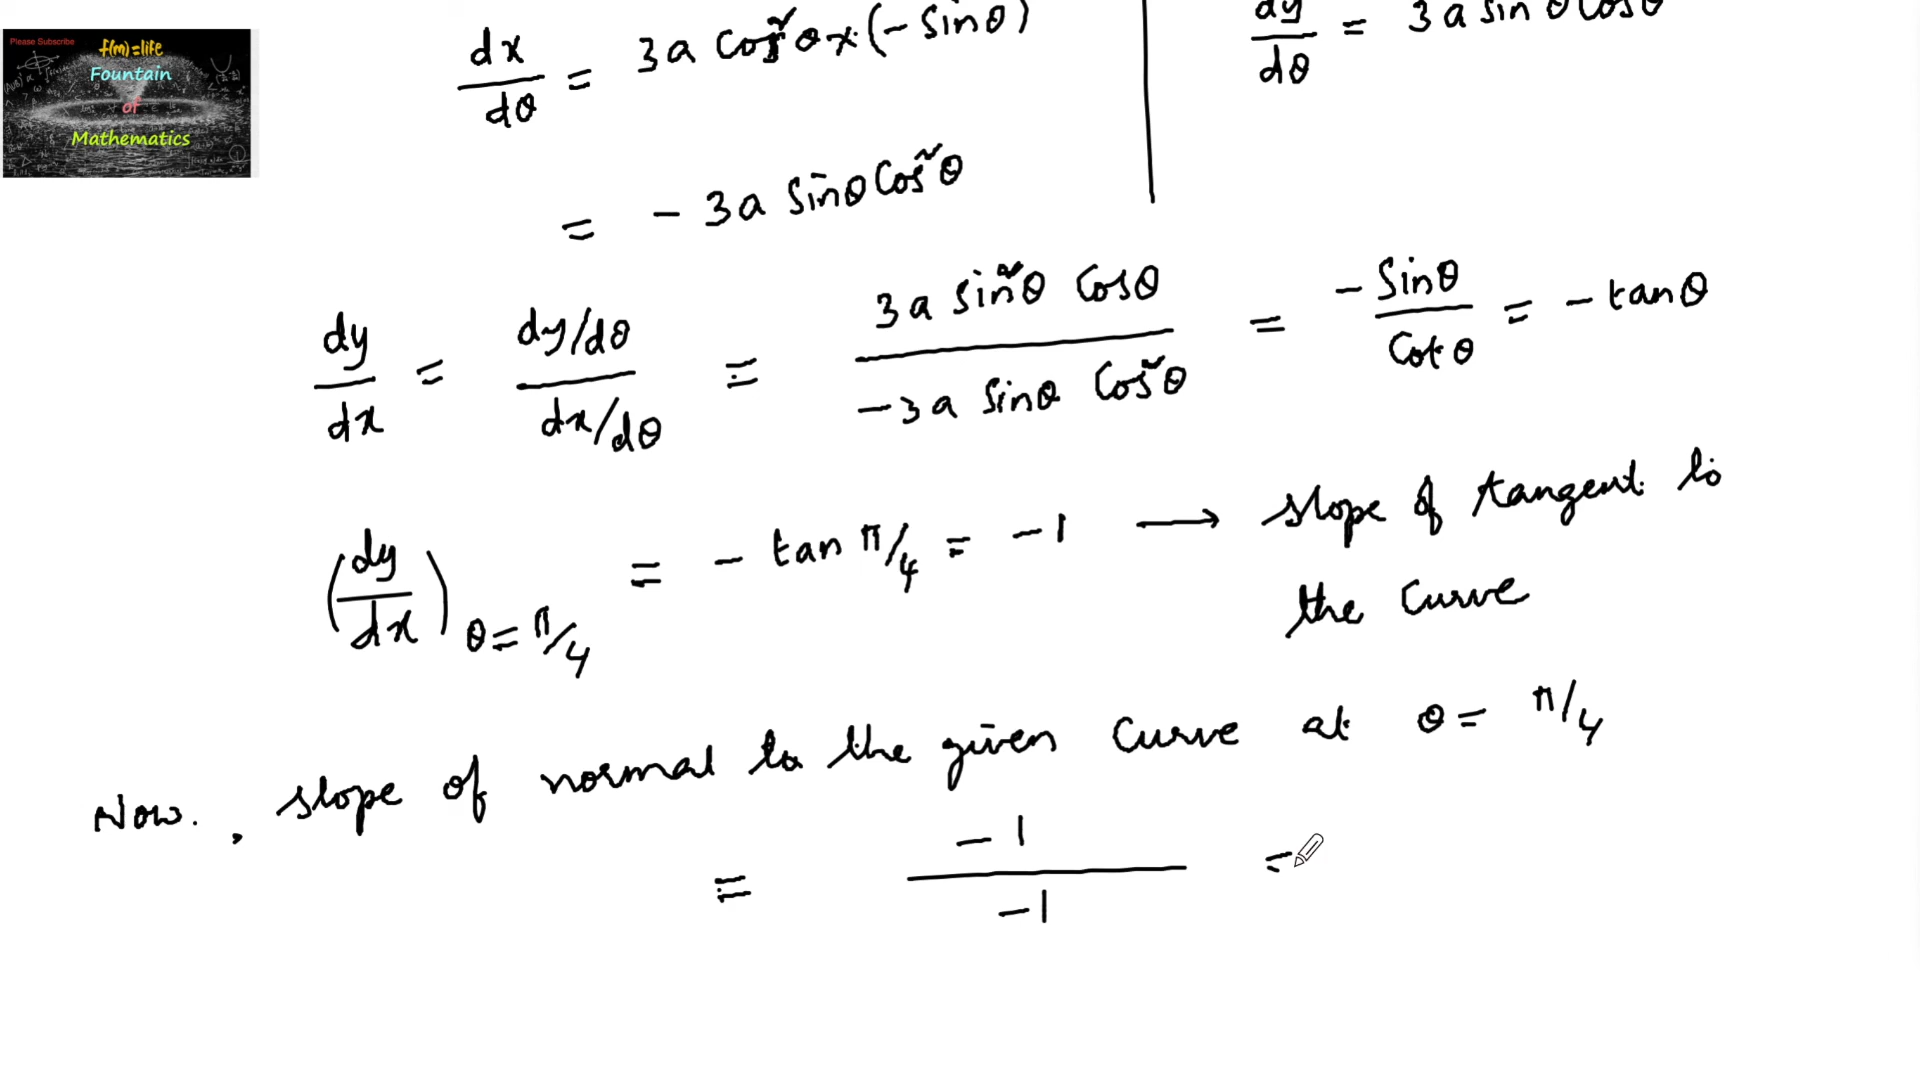 Please Subscribe
f(m)=life
Fountain
of
Mathematics
dx/dθ = 3a cos²θ × (- sinθ)
dy/dθ = 3a sin²θ cosθ
= - 3a sinθ cos²θ
dy/dx = (dy/dθ)/(dx/dθ) = (3a sin²θ cosθ)/(-3a sinθ cos²θ) = - sinθ/cotθ = - tanθ
(dy/dx) θ=π/4 = - tan π/4 = -1 → slope of tangent to
the curve
Now, slope of normal to the given curve at θ = π/4
= -1/-1 =